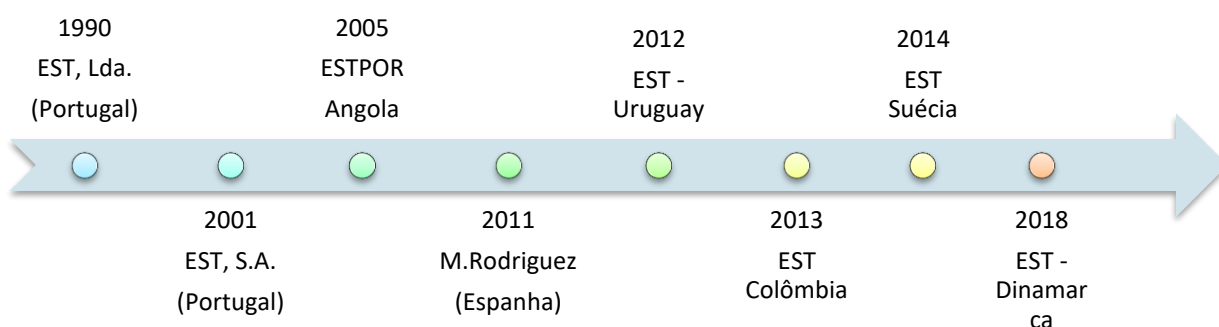 1990
EST, Lda.
(Portugal)
2001
EST, S.A.
(Portugal)
2005
ESTPOR
Angola
2011
M.Rodriguez
(Espanha)
2012
EST -
Uruguay
2013
EST
Colômbia
2014
EST
Suécia
2018
EST -
Dinamar
ca